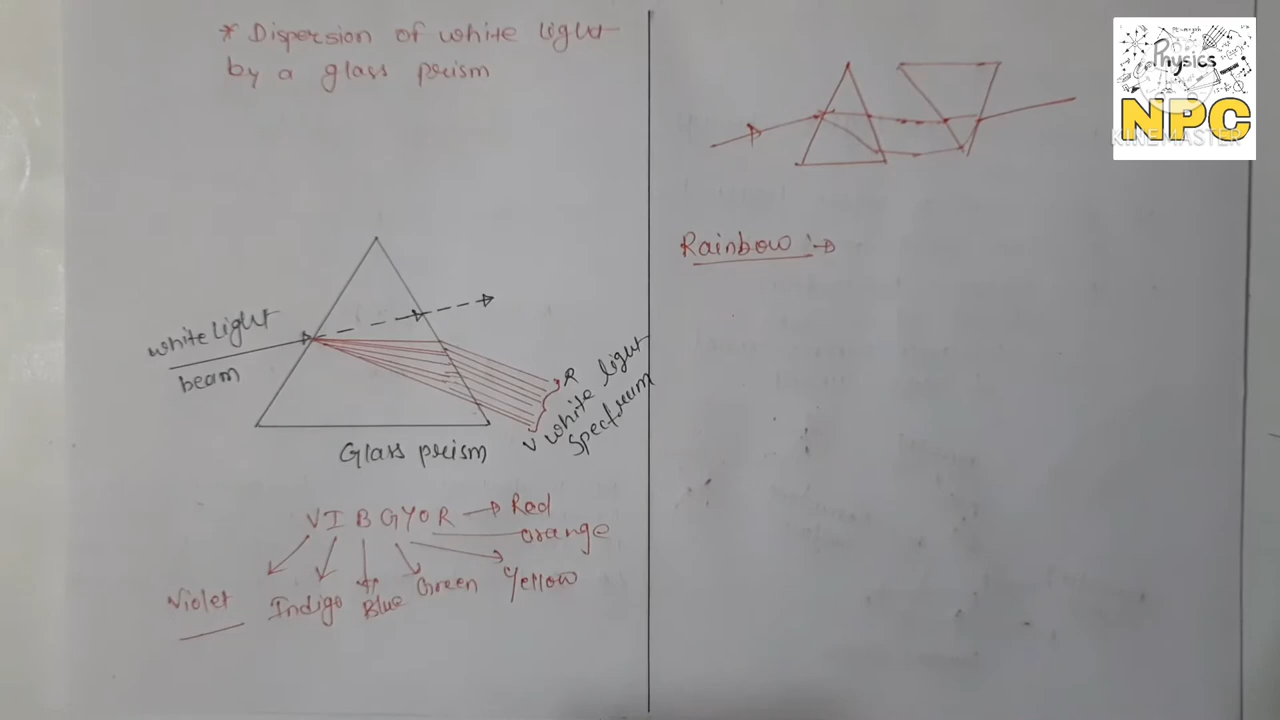 * Dispersion of white light
by a glass prism
white light
beam
R
V white light
spectrum
Glass prism
V I B G Y O R → Red
orange
Violet Indigo Blue Green Yellow
Rainbow :→
Physics
NPC
KINEMASTER